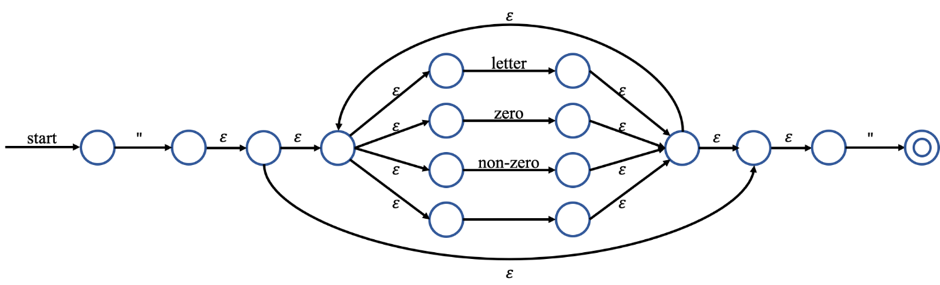 ε
letter
ε ε
zero
start " ε ε ε ε ε ε "
non-zero
ε ε
ε ε
ε